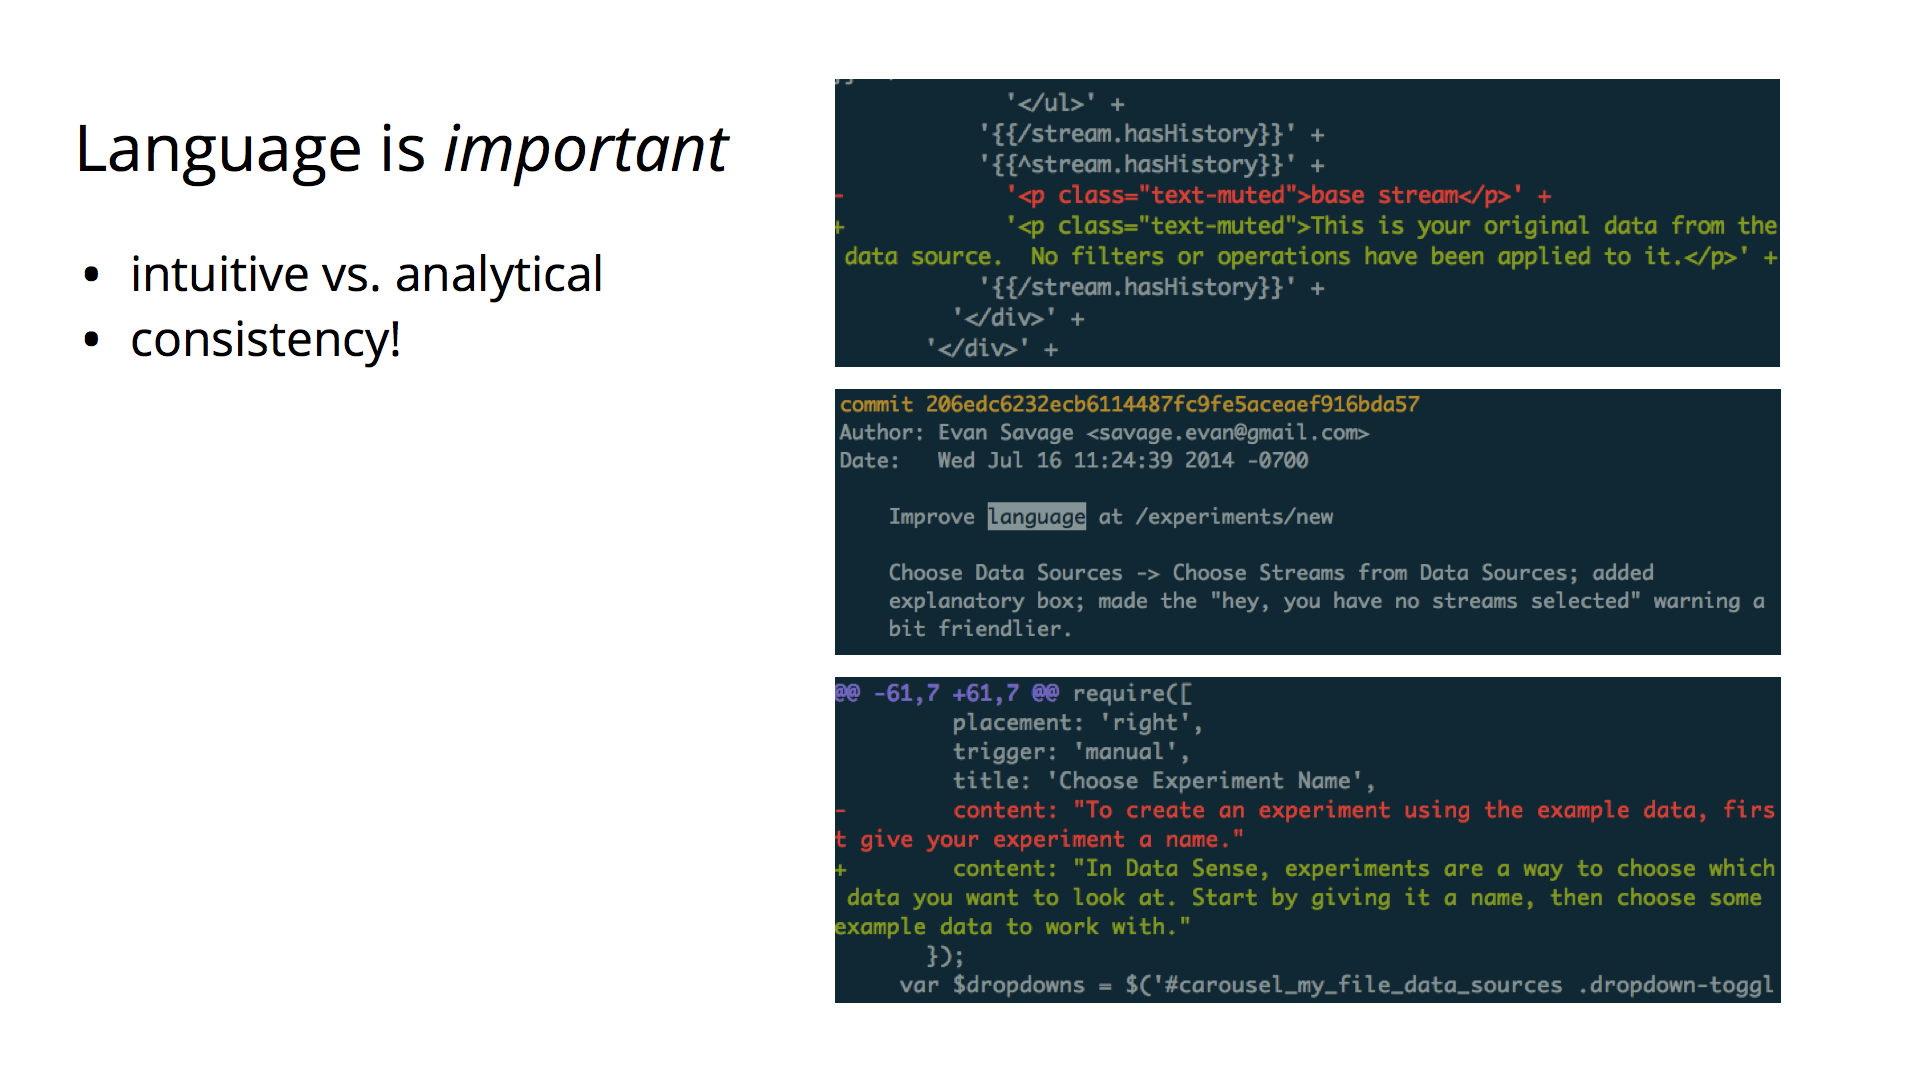 Language is important
• intuitive vs. analytical
• consistency!
'</ul>' +
'{{/stream.hasHistory}}' +
'{{^stream.hasHistory}}' +
- '<p class="text-muted">base stream</p>' +
+ '<p class="text-muted">This is your original data from the
data source.  No filters or operations have been applied to it.</p>' +
'{{/stream.hasHistory}}' +
'</div>' +
'</div>' +
commit 206edc6232ecb6114487fc9fe5aceaef916bda57
Author: Evan Savage <savage.evan@gmail.com>
Date:   Wed Jul 16 11:24:39 2014 -0700
Improve language at /experiments/new
Choose Data Sources -> Choose Streams from Data Sources; added
explanatory box; made the "hey, you have no streams selected" warning a
bit friendlier.
@@ -61,7 +61,7 @@ require([
placement: 'right',
trigger: 'manual',
title: 'Choose Experiment Name',
- content: "To create an experiment using the example data, firs
t give your experiment a name."
+ content: "In Data Sense, experiments are a way to choose which
data you want to look at. Start by giving it a name, then choose some
example data to work with."
});
var $dropdowns = $('#carousel_my_file_data_sources .dropdown-toggl